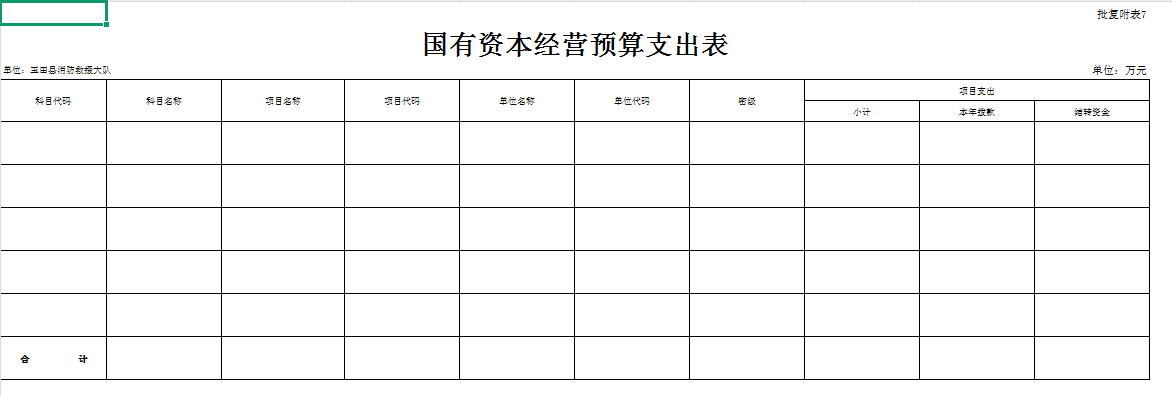 批复附表7
国有资本经营预算支出表
单位：玉田县消防救援大队 单位：万元
科目代码 科目名称 项目名称 项目代码 单位名称 单位代码 密级 项目支出
小计 本年拨款 结转资金
合 计